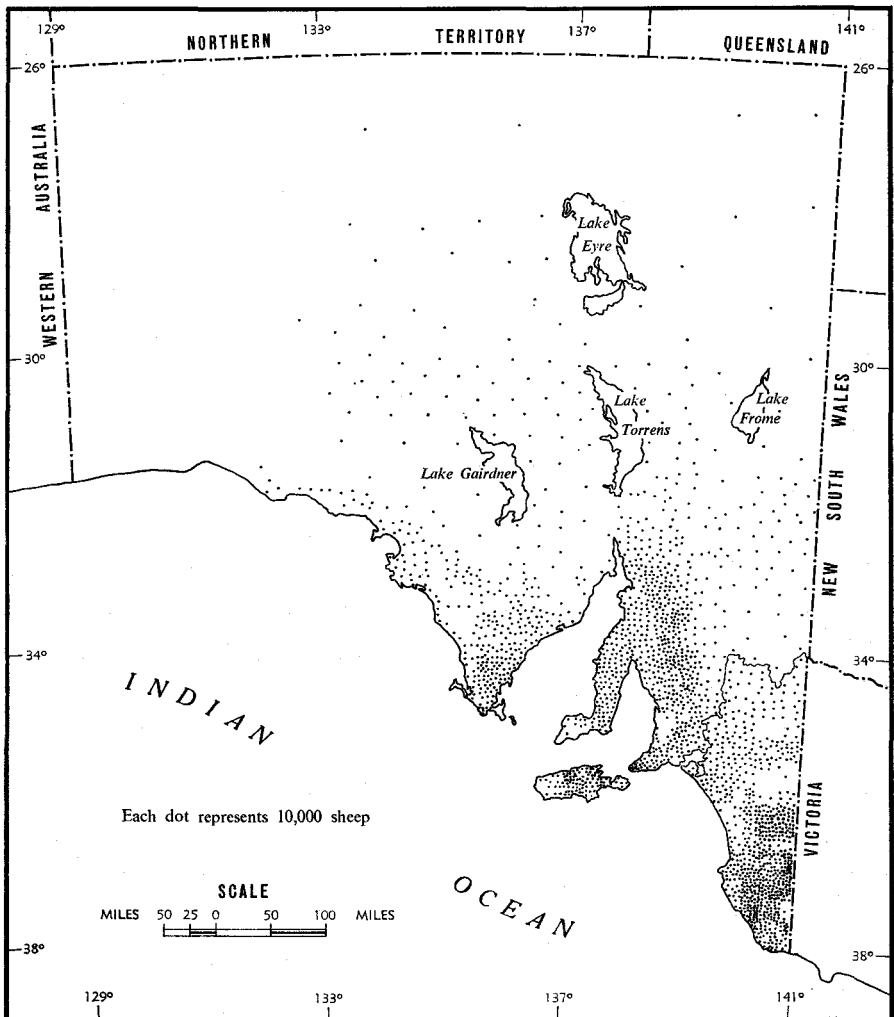 129°
133°
137°
141°
NORTHERN TERRITORY
QUEENSLAND
26°
26°
WESTERN AUSTRALIA
Lake
Eyre
30°
30°
Lake
Torrens
Lake
Frome
Lake Gairdner
NEW SOUTH WALES
34°
34°
INDIAN
OCEAN
VICTORIA
Each dot represents 10,000 sheep
SCALE
MILES 50 25 0 50 100 MILES
38°
38°
129°
133°
137°
141°